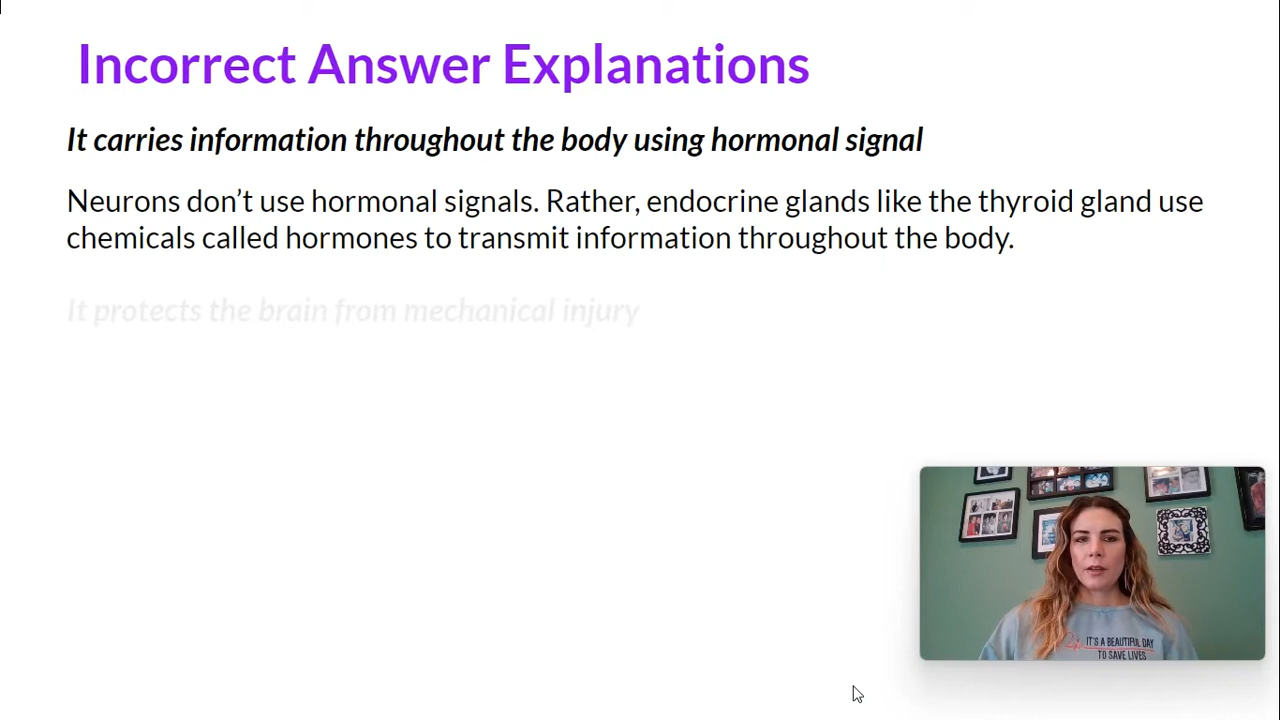 Incorrect Answer Explanations
It carries information throughout the body using hormonal signal
Neurons don’t use hormonal signals. Rather, endocrine glands like the thyroid gland use
chemicals called hormones to transmit information throughout the body.
It protects the brain from mechanical injury
IT'S A BEAUTIFUL DAY
TO SAVE LIVES